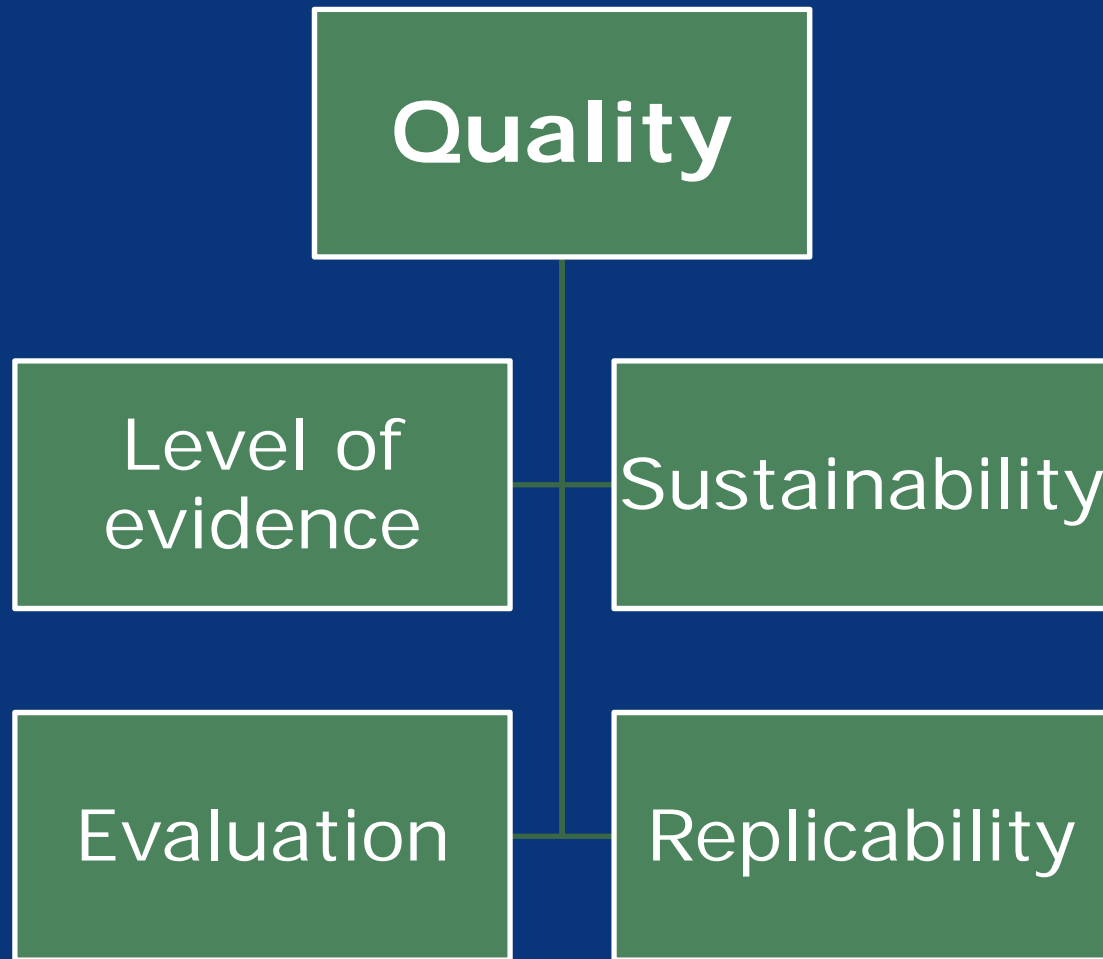 Quality
Level of
evidence
Sustainability
Evaluation
Replicability